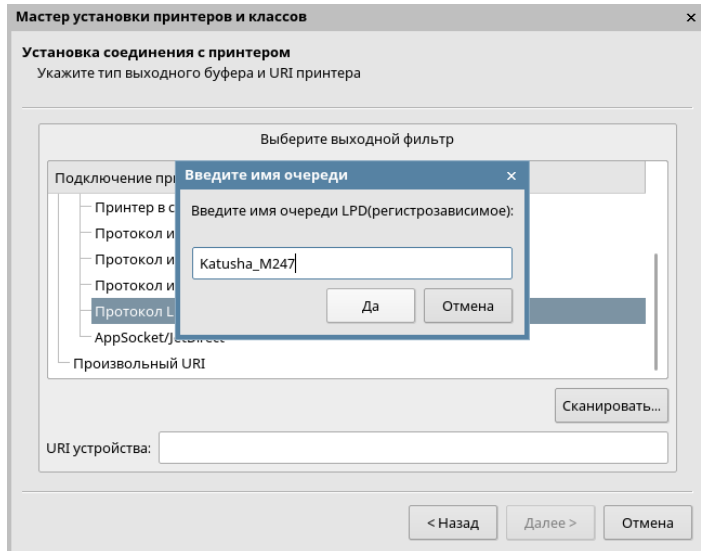 Мастер установки принтеров и классов
Установка соединения с принтером
Укажите тип выходного буфера и URI принтера
Выберите выходной фильтр
Подключение
Принтер в
Протокол
Протокол
Протокол
Протокол
AppSocket/JetDirect
Произвольный URI
Введите имя очереди
Введите имя очереди LPD(регистрозависимое):
Katusha_M247
Да
Отмена
Сканировать...
URI устройства:
< Назад
Далее >
Отмена